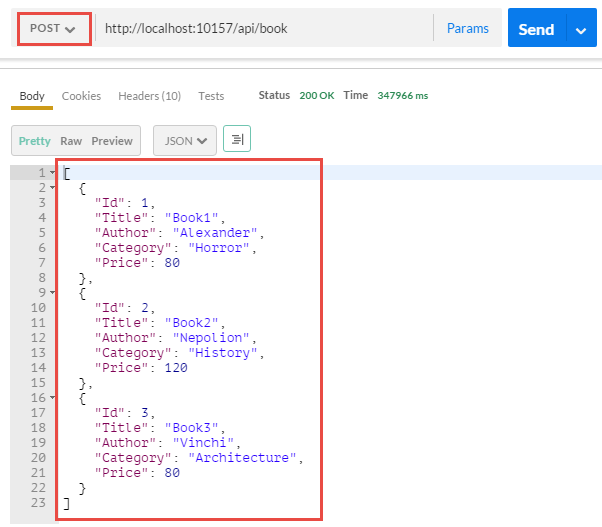 POST http://localhost:10157/api/book Params Send
Body Cookies Headers (10) Tests Status 200 OK Time 347966 ms
Pretty Raw Preview JSON
1 [
2 {
3 "Id": 1,
4 "Title": "Book1",
5 "Author": "Alexander",
6 "Category": "Horror",
7 "Price": 80
8 },
9 {
10 "Id": 2,
11 "Title": "Book2",
12 "Author": "Nepolion",
13 "Category": "History",
14 "Price": 120
15 },
16 {
17 "Id": 3,
18 "Title": "Book3",
19 "Author": "Vinchi",
20 "Category": "Architecture",
21 "Price": 80
22 }
23 ]